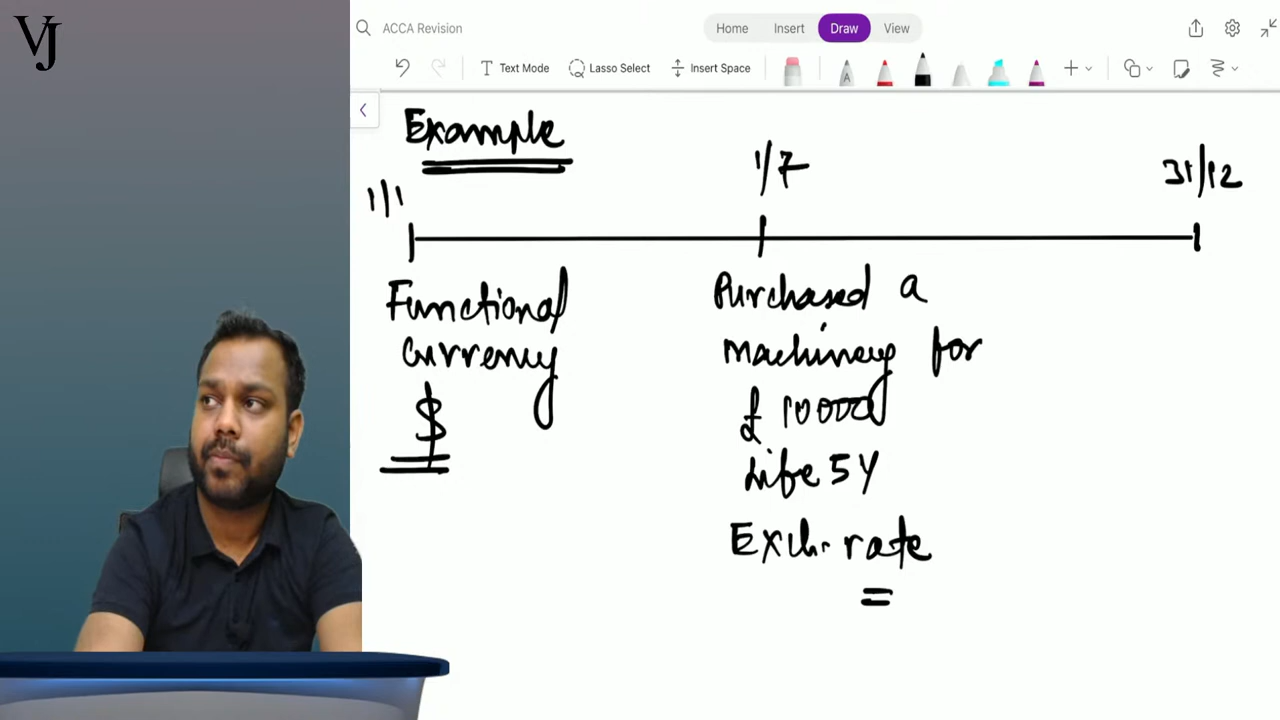 VJ
ACCA Revision
Home Insert Draw View
Text Mode Lasso Select Insert Space
Example
1/1
1/7
31/12
Functional
currency
$
Purchased a
machinery for
£ 10000
Life 5Y
Exch. rate
=